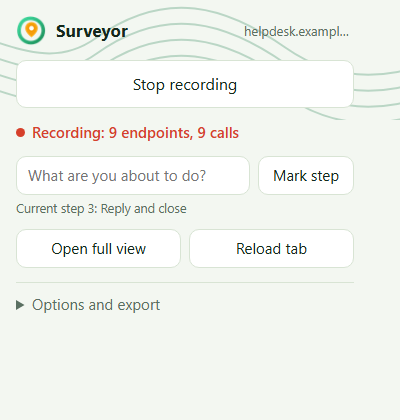 Surveyor
helpdesk.exampl...
Stop recording
Recording: 9 endpoints, 9 calls
What are you about to do?
Mark step
Current step 3: Reply and close
Open full view
Reload tab
Options and export